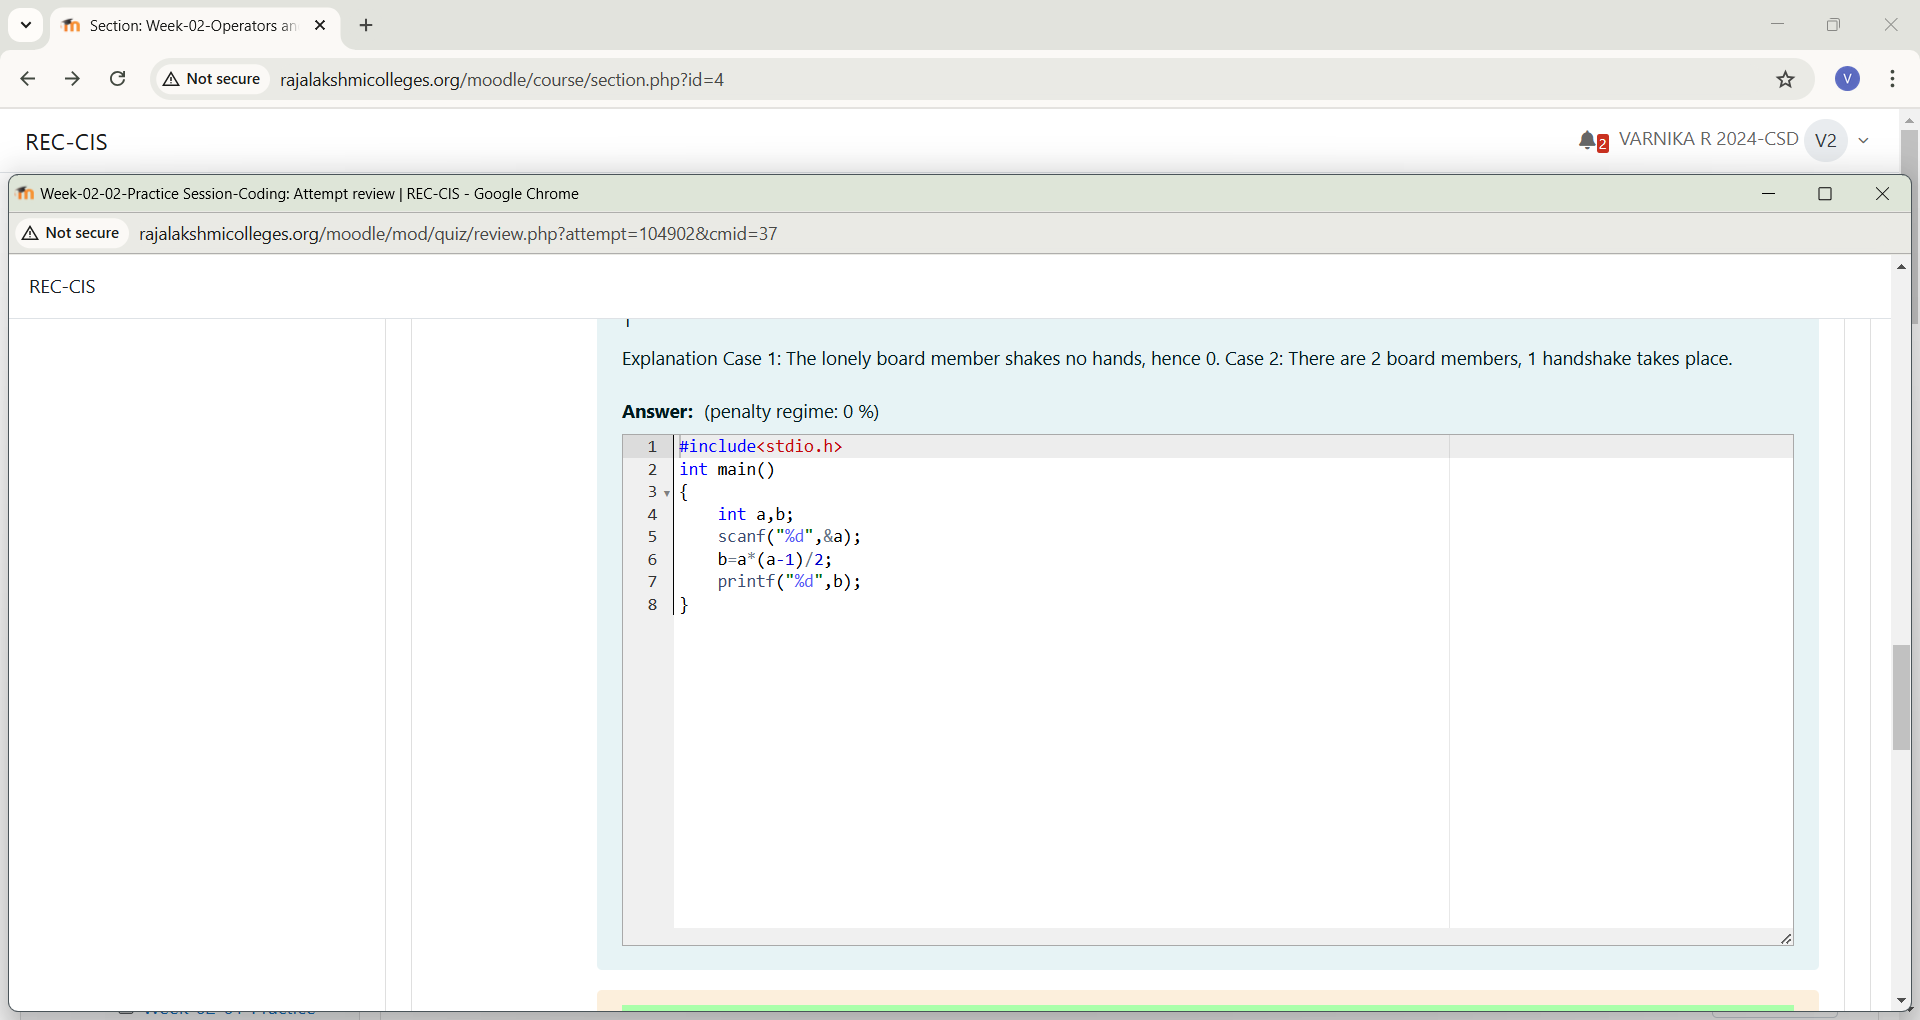 Section: Week-02-Operators an
Not secure
rajalakshmicolleges.org/moodle/course/section.php?id=4
V
REC-CIS
2
VARNIKA R 2024-CSD
V2
Week-02-02-Practice Session-Coding: Attempt review | REC-CIS - Google Chrome
Not secure
rajalakshmicolleges.org/moodle/mod/quiz/review.php?attempt=104902&cmid=37
REC-CIS
Explanation Case 1: The lonely board member shakes no hands, hence 0. Case 2: There are 2 board members, 1 handshake takes place.
Answer: (penalty regime: 0 %)
1 #include<stdio.h>
2 int main()
3 {
4 int a,b;
5 scanf("%d",&a);
6 b=a*(a-1)/2;
7 printf("%d",b);
8 }